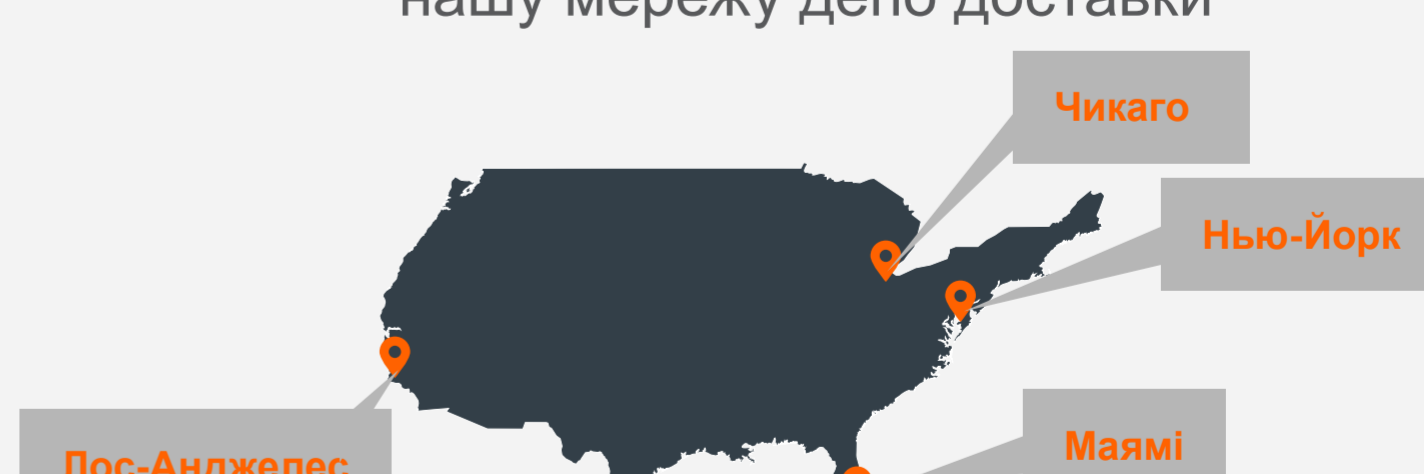 нашу мережу депо доставки
Чикаго
Нью-Йорк
Маямі
Лос-Анджелес